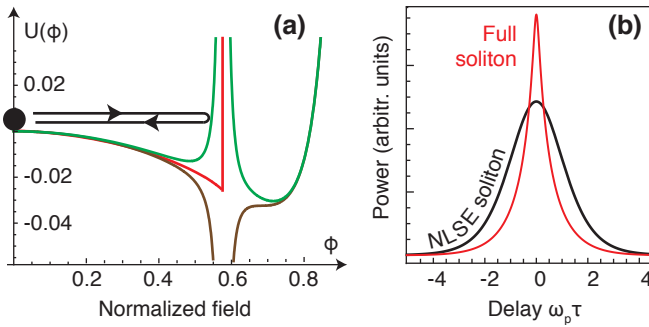 U(ϕ)
(a)
0.02
-0.02
-0.04
ϕ
0.2
0.4
0.6
0.8
Normalized field
(b)
Full
soliton
NLSE soliton
Power (arbitr. units)
-4
-2
0
2
4
Delay ωₚτ